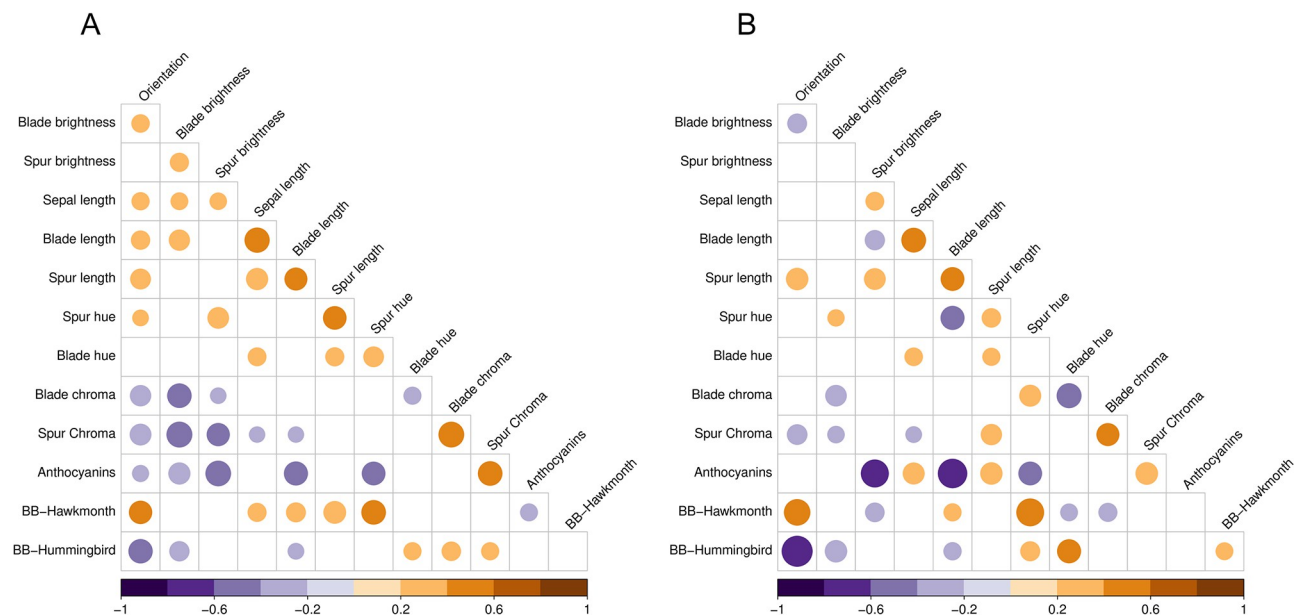 A
Orientation
Blade brightness
Spur brightness
Sepal length
Blade length
Spur length
Spur hue
Blade hue
Blade chroma
Spur Chroma
Anthocyanins
BB−Hawkmonth
Blade brightness
Spur brightness
Sepal length
Blade length
Spur length
Spur hue
Blade hue
Blade chroma
Spur Chroma
Anthocyanins
BB−Hawkmonth
BB−Hummingbird
−1 −0.6 −0.2 0.2 0.6 1
B
Orientation
Blade brightness
Spur brightness
Sepal length
Blade length
Spur length
Spur hue
Blade hue
Blade chroma
Spur Chroma
Anthocyanins
BB−Hawkmonth
Blade brightness
Spur brightness
Sepal length
Blade length
Spur length
Spur hue
Blade hue
Blade chroma
Spur Chroma
Anthocyanins
BB−Hawkmonth
BB−Hummingbird
−1 −0.6 −0.2 0.2 0.6 1